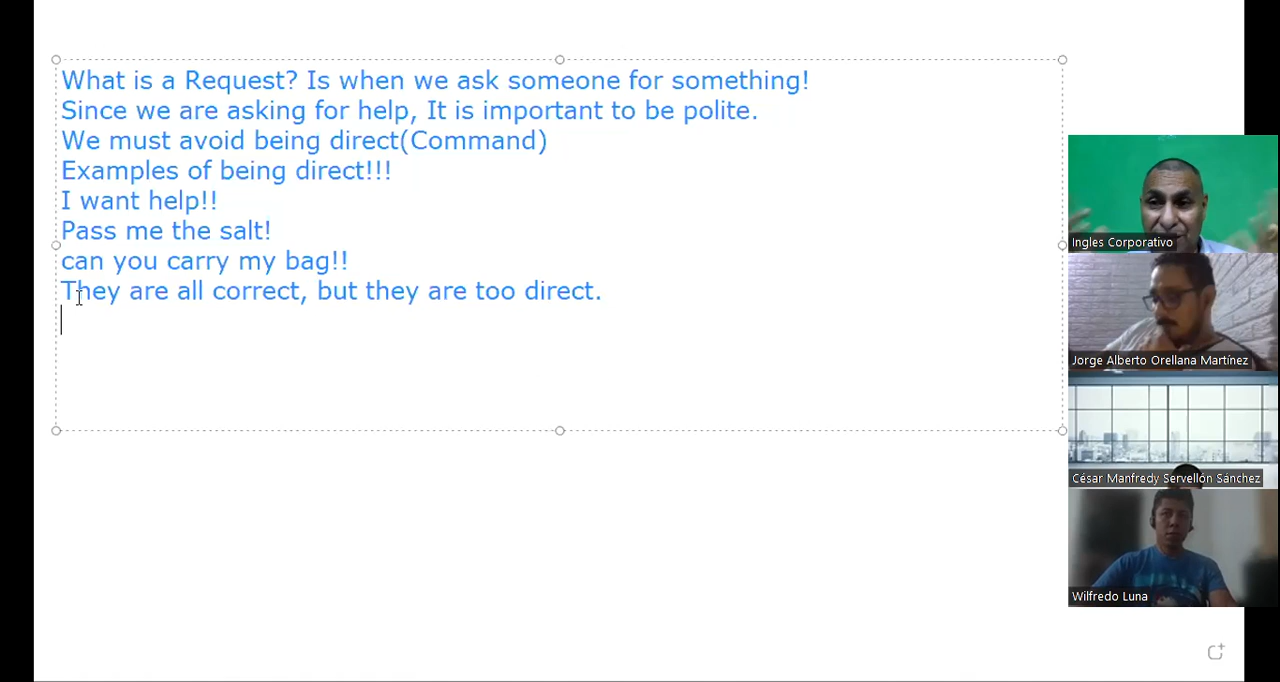 What is a Request? Is when we ask someone for something!
Since we are asking for help, It is important to be polite.
We must avoid being direct(Command)
Examples of being direct!!!
I want help!!
Pass me the salt!
can you carry my bag!!
They are all correct, but they are too direct.
Ingles Corporativo
Jorge Alberto Orellana Martínez
César Manfredy Servellón Sánchez
Wilfredo Luna